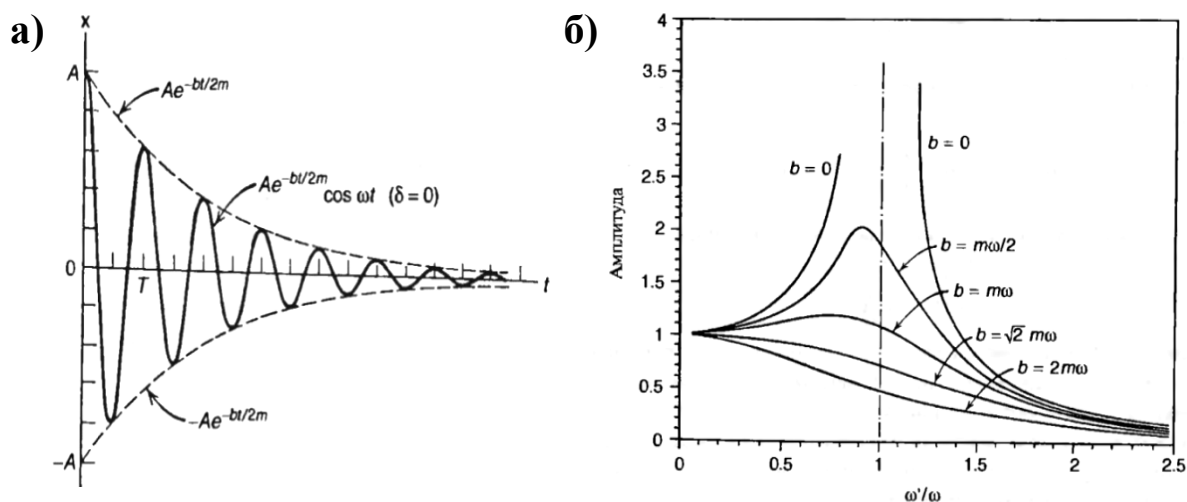 а)
x
A
Ae^{-bt/2m}
Ae^{-bt/2m} cos ωt (δ = 0)
0
T
t
-Ae^{-bt/2m}
-A
б)
Амплитуда
4
3.5
3.0
2.5
2
1.5
1
0.5
0
b = 0
b = 0
b = mω/2
b = mω
b = √2 mω
b = 2mω
0
0.5
1
1.5
2
2.5
ω'/ω